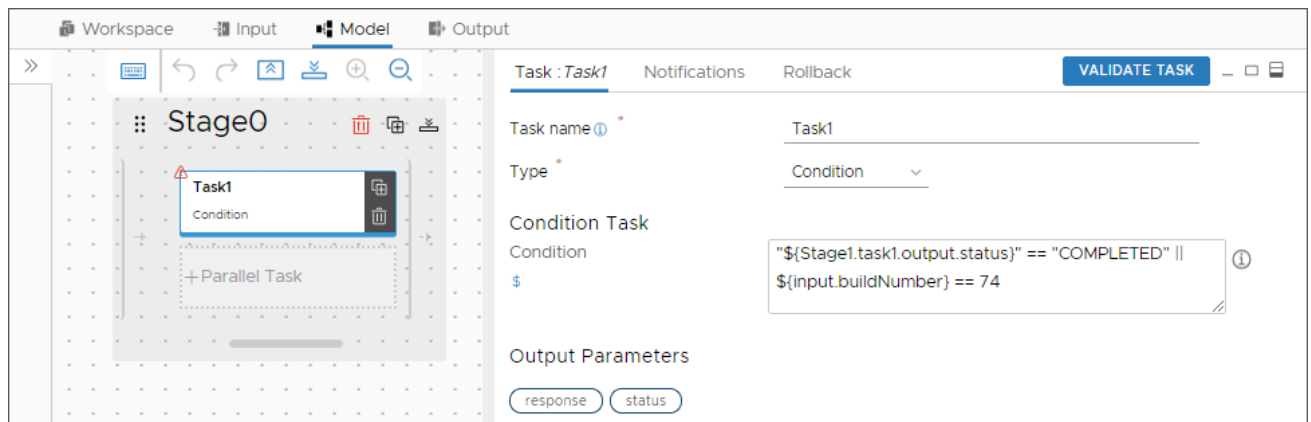 Workspace Input Model Output
Task : Task1 Notifications Rollback VALIDATE TASK
Stage0
Task name * Task1
Type * Condition
Task1
Condition
Condition Task
Condition "${Stage1.task1.output.status}" == "COMPLETED" ||
$ ${input.buildNumber} == 74
+Parallel Task
Output Parameters
response status